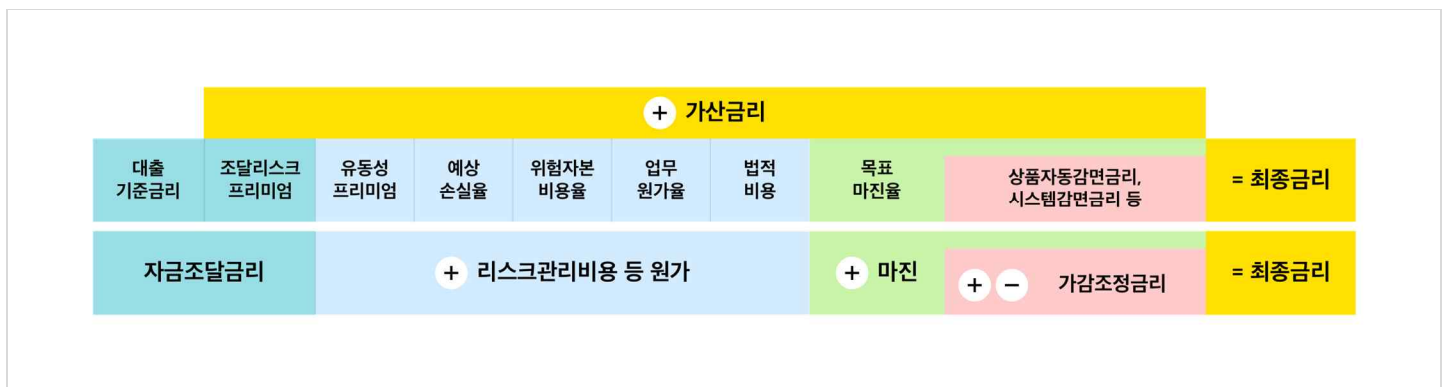 + 가산금리
대출
기준금리
조달리스크
프리미엄
유동성
프리미엄
예상
손실율
위험자본
비용율
업무
원가율
법적
비용
목표
마진율
상품자동감면금리,
시스템감면금리 등
= 최종금리
자금조달금리
+ 리스크관리비용 등 원가
+ 마진
+ − 가감조정금리
= 최종금리